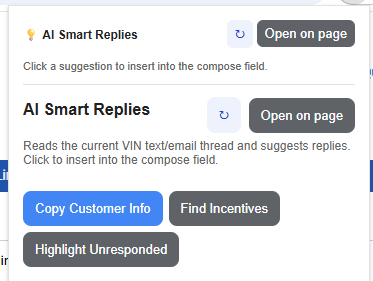 AI Smart Replies
Open on page
Click a suggestion to insert into the compose field.
AI Smart Replies
Open on page
Reads the current VIN text/email thread and suggests replies.
Click to insert into the compose field.
Copy Customer Info
Find Incentives
Highlight Unresponded